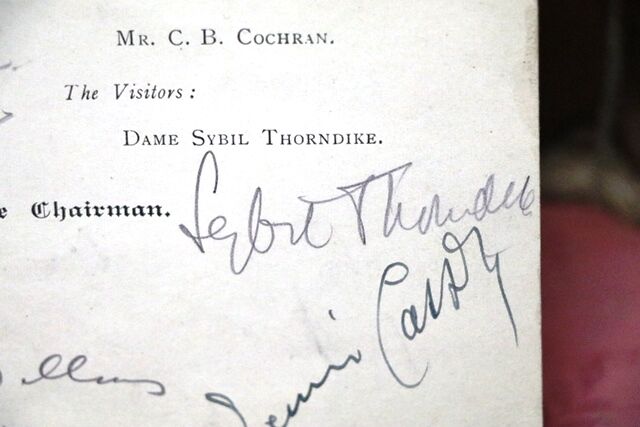 Mr. C. B. Cochran.
The Visitors:
Dame Sybil Thorndike.
e Chairman.
Sybil Thorndike
Casson